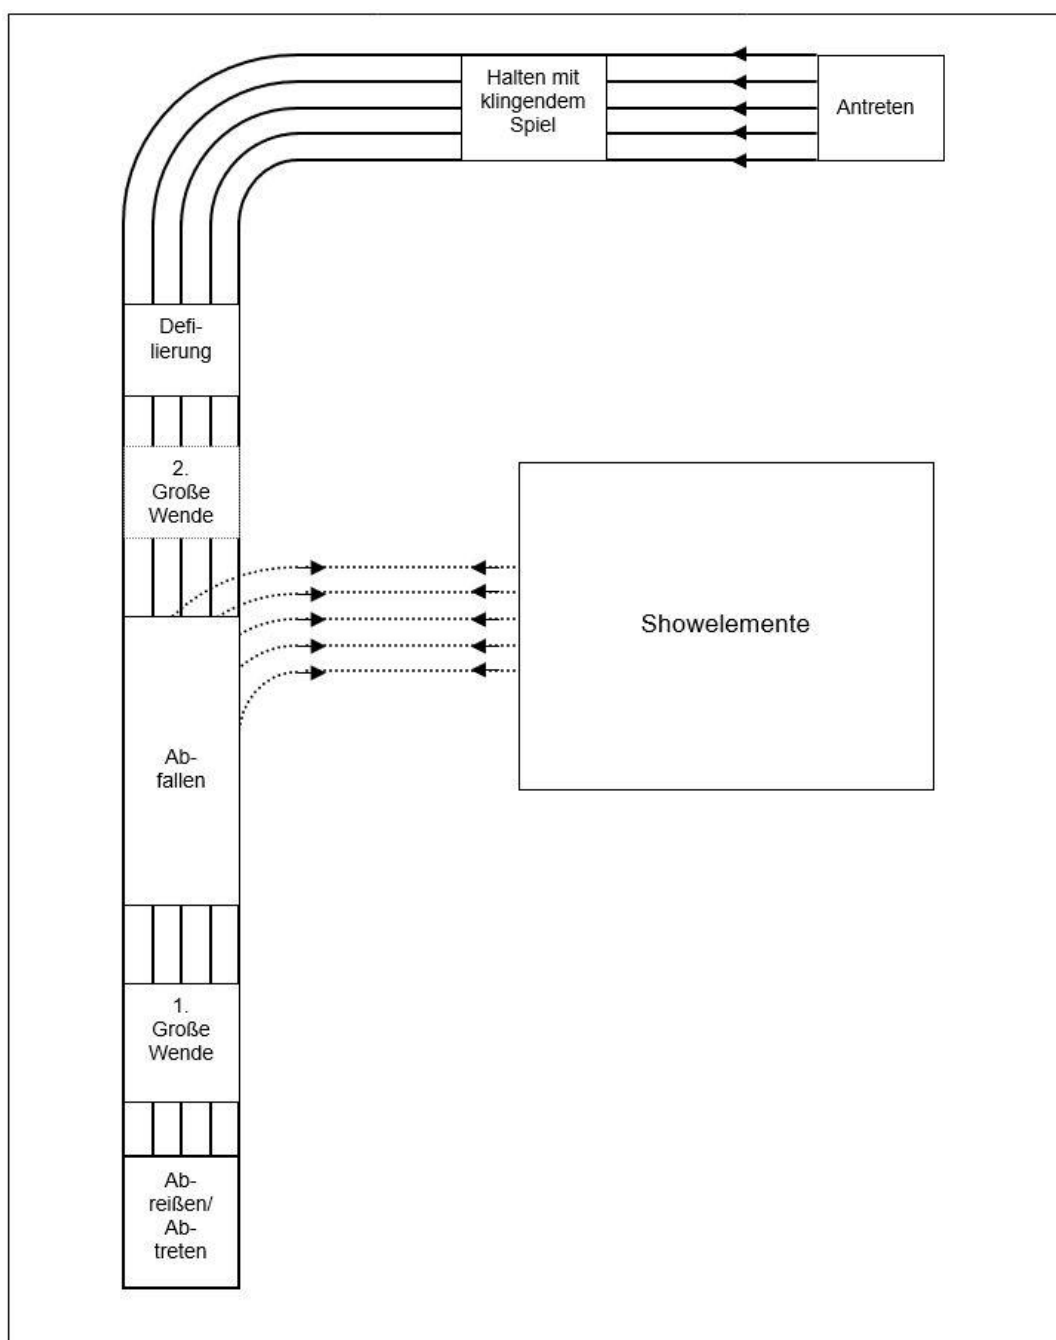 Halten mit
klingendem
Spiel
Antreten
Defi-
lierung
2.
Große
Wende
Showelemente
Ab-
fallen
1.
Große
Wende
Ab-
reißen/
Ab-
treten